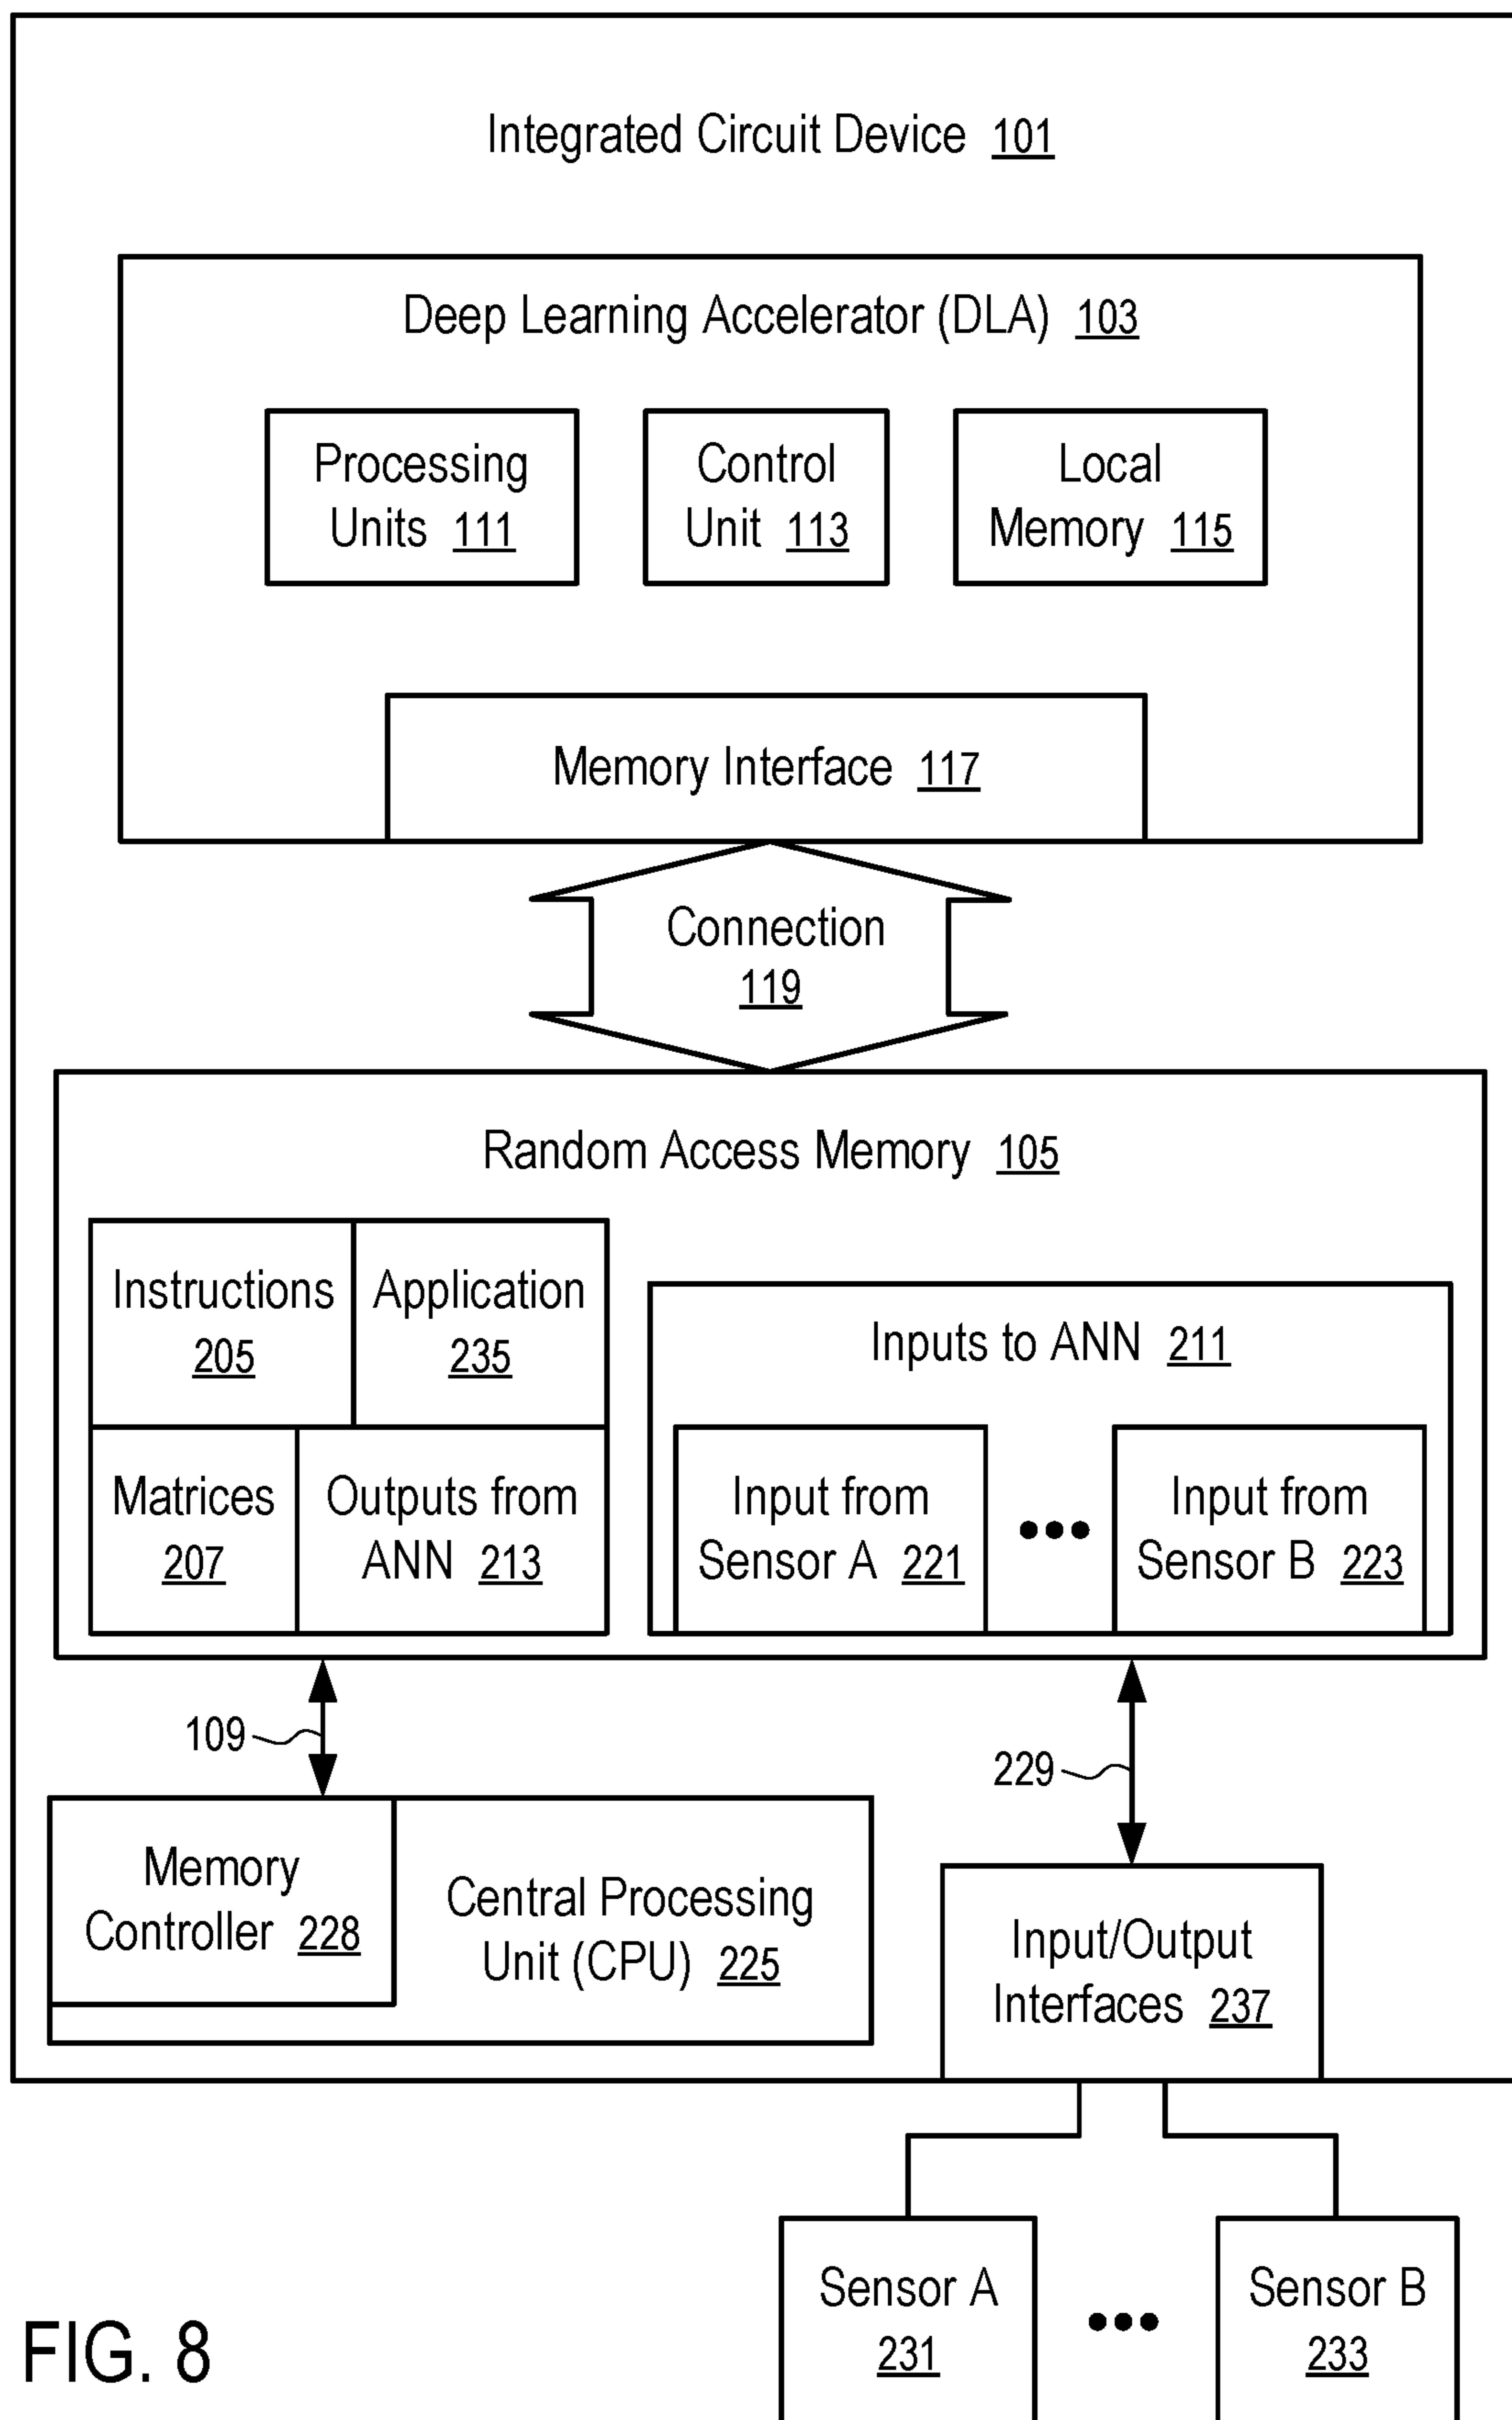 Integrated Circuit Device 101
Deep Learning Accelerator (DLA) 103
Processing
Units 111
Control
Unit 113
Local
Memory 115
Memory Interface 117
Connection
119
Random Access Memory 105
Instructions
205
Application
235
Matrices
207
Outputs from
ANN 213
Inputs to ANN 211
Input from
Sensor A 221
•••
Input from
Sensor B 223
109
229
Memory
Controller 228
Central Processing
Unit (CPU) 225
Input/Output
Interfaces 237
Sensor A
231
•••
Sensor B
233
FIG. 8